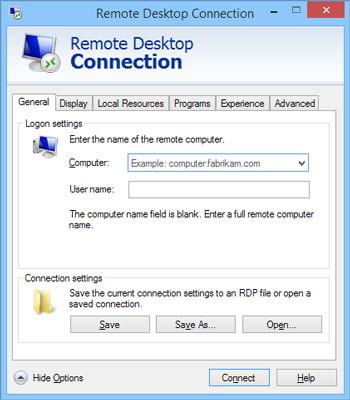 Remote Desktop Connection
Remote Desktop
Connection
General Display Local Resources Programs Experience Advanced
Logon settings
Enter the name of the remote computer.
Computer: Example: computer.fabrikam.com
User name:
The computer name field is blank. Enter a full remote computer
name.
Connection settings
Save the current connection settings to an RDP file or open a
saved connection.
Save Save As... Open...
Hide Options Connect Help